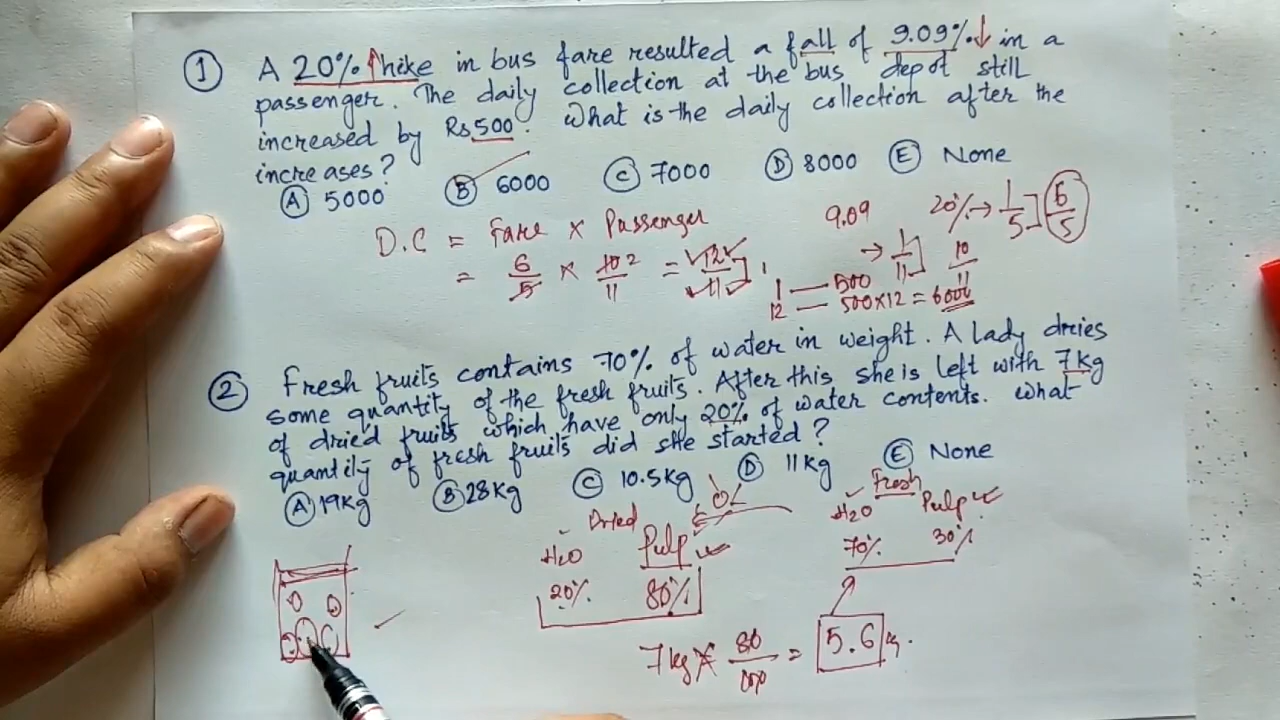 ① A 20% ↑ hike in bus fare resulted a fall of 9.09% ↓ in a
passenger. The daily collection at the bus depot still
increased by Rs 500. What is the daily collection after the
increases?
Ⓐ 5000 Ⓑ 6000 Ⓒ 7000 Ⓓ 8000 Ⓔ None
D.C = Fare × Passenger
= 6/5 × 10/11 2 = 12/11 ] 1
9.09 → 1/11 ] 10/11
20% → 1/5 ] 6/5
1 — 500
12 — 500×12 = 6000
② Fresh fruits contains 70% of water in weight. A lady dries
some quantity of the fresh fruits. After this she is left with 7kg
of dried fruits which have only 20% of water contents. what
quantity of fresh fruits did she started?
Ⓐ 19kg Ⓑ 28kg Ⓒ 10.5kg Ⓓ 11kg Ⓔ None
Dried
H₂O Pulp
20% 80%
Fresh
H₂O Pulp
70% 30%
7kg × 80/100 = 5.6